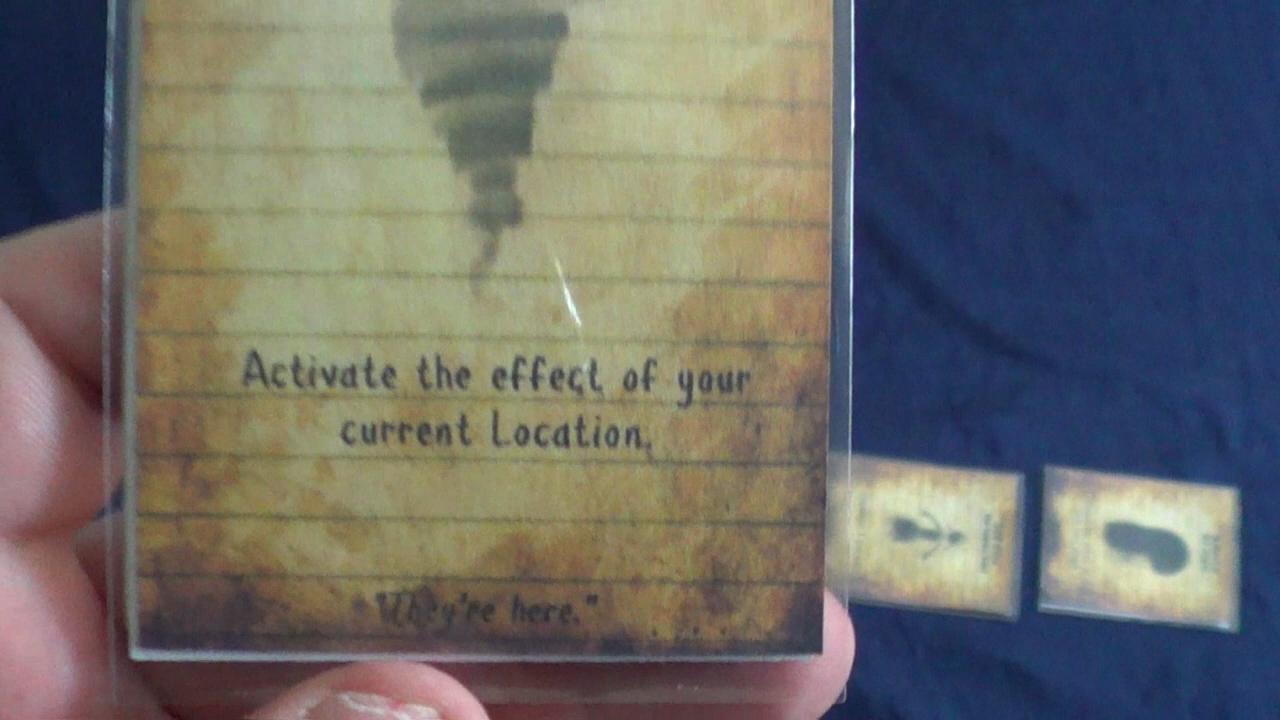 Activate the effect of your
current Location.
"They're here."